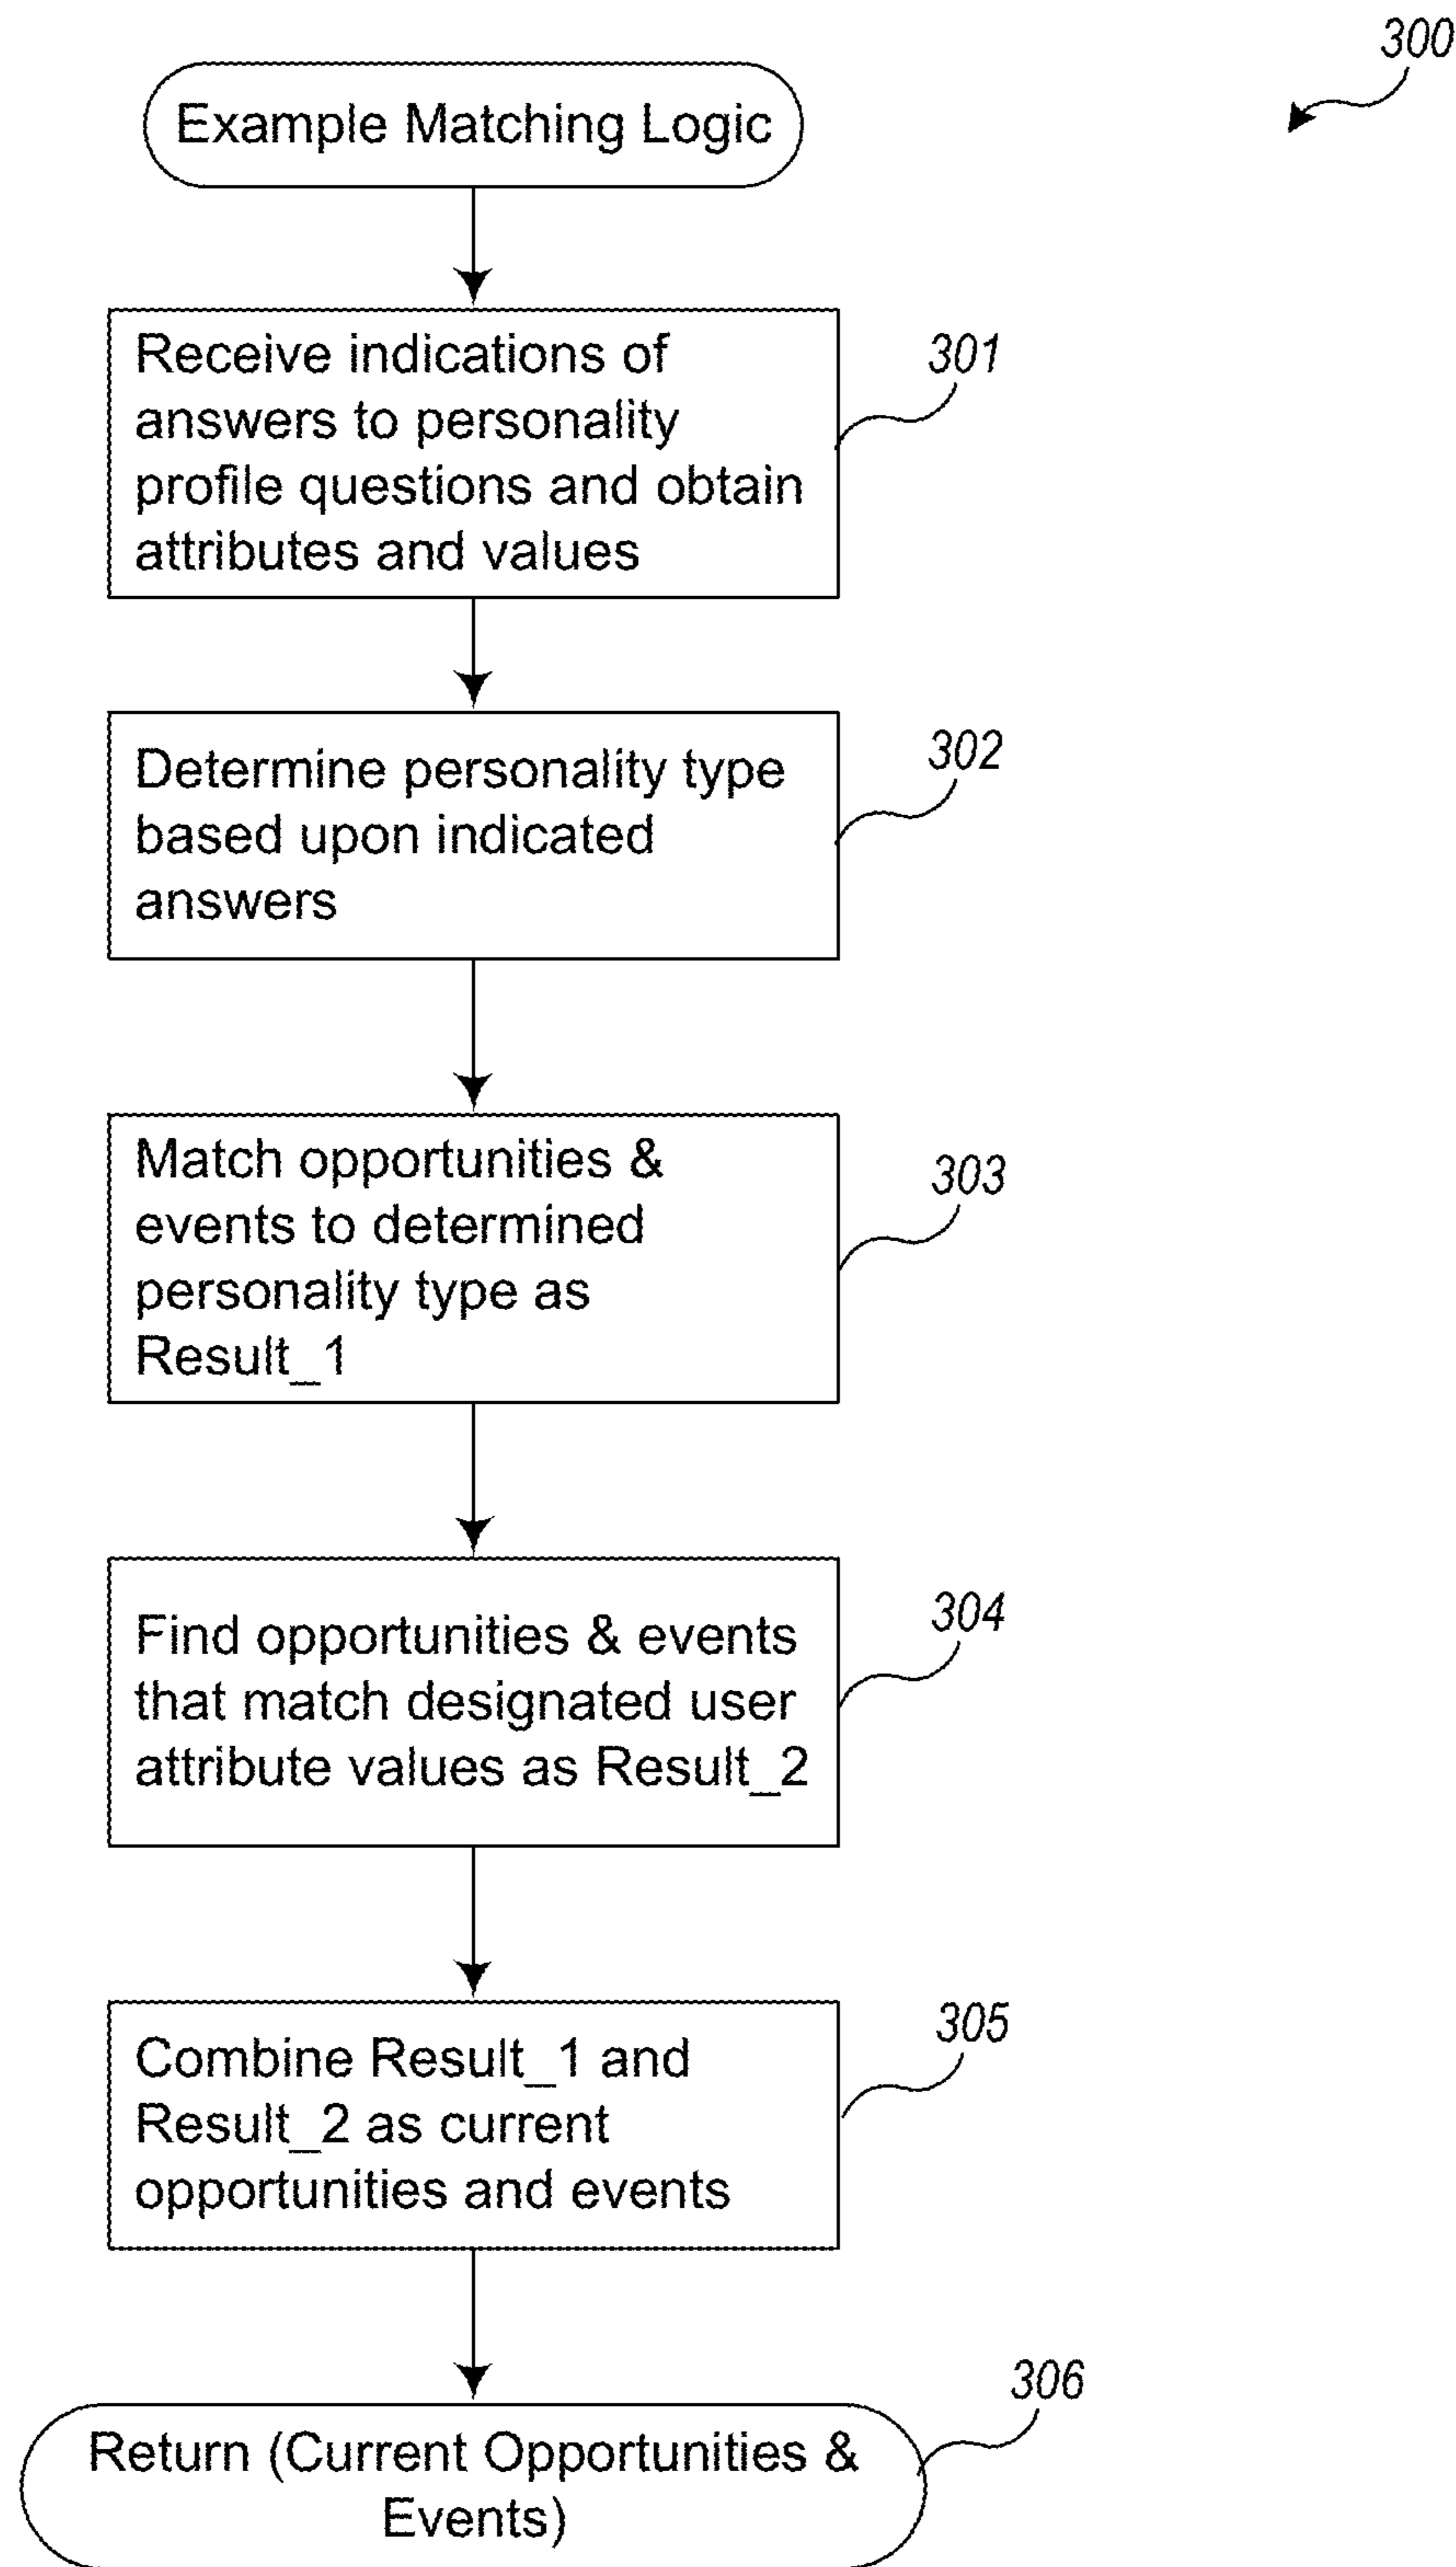 300
Example Matching Logic
Receive indications of
answers to personality
profile questions and obtain
attributes and values
301
Determine personality type
based upon indicated
answers
302
Match opportunities &
events to determined
personality type as
Result_1
303
Find opportunities & events
that match designated user
attribute values as Result_2
304
Combine Result_1 and
Result_2 as current
opportunities and events
305
Return (Current Opportunities &
Events)
306